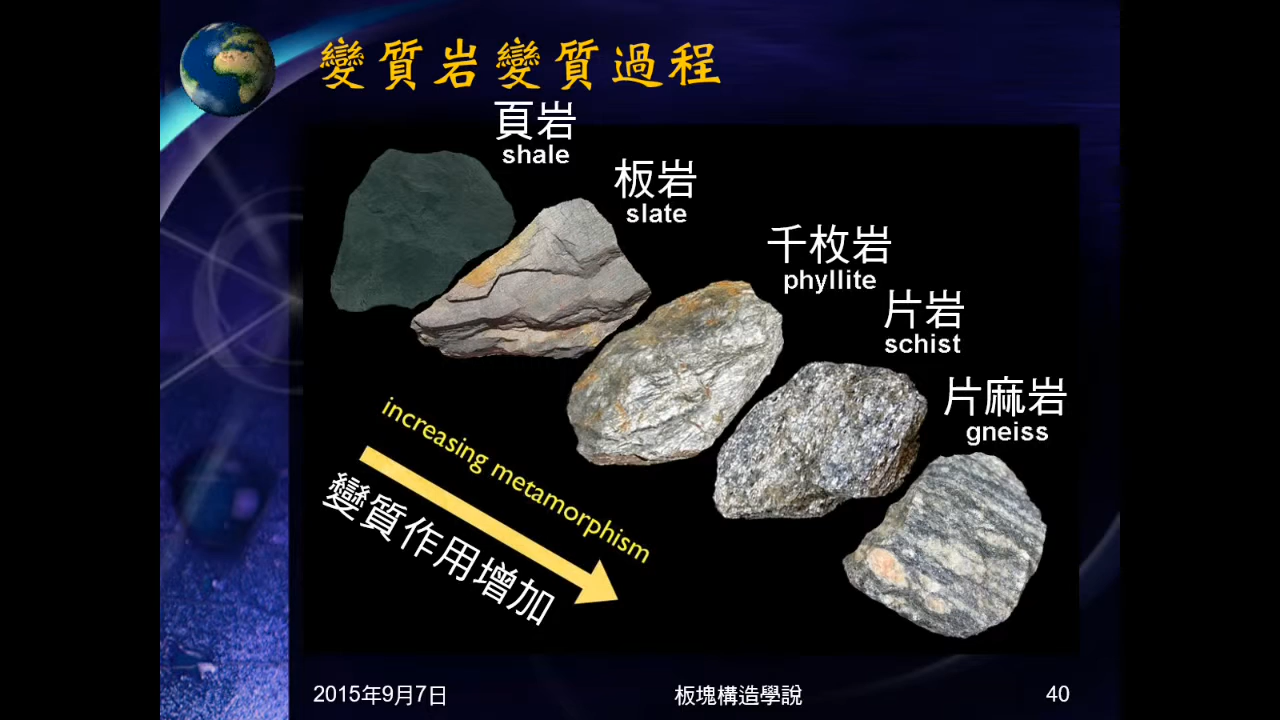 變質岩變質過程
頁岩
shale
板岩
slate
千枚岩
phyllite
片岩
schist
片麻岩
gneiss
increasing metamorphism
變質作用增加
2015年9月7日
板塊構造學說
40